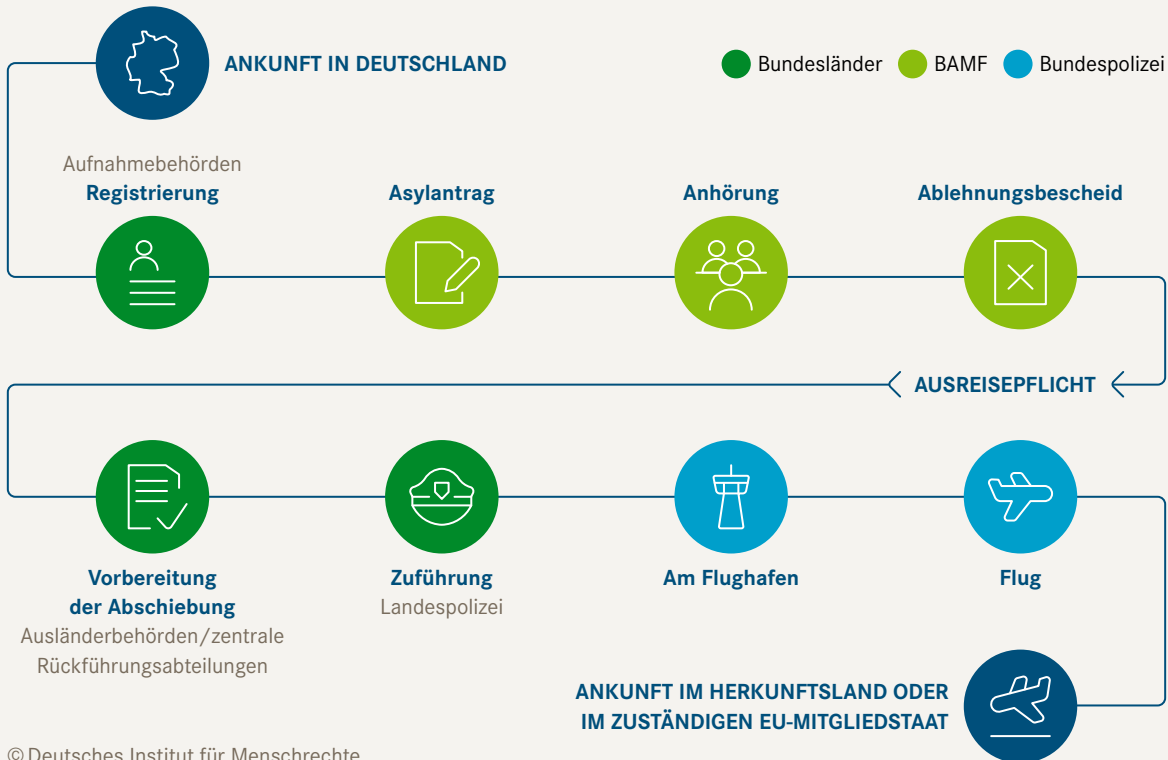 ANKUNFT IN DEUTSCHLAND
Bundesländer BAMF Bundespolizei
Aufnahmebehörden
Registrierung
Asylantrag
Anhörung
Ablehnungsbescheid
AUSREISEPFLICHT
Vorbereitung
der Abschiebung
Ausländerbehörden/zentrale
Rückführungsabteilungen
Zuführung
Landespolizei
Am Flughafen
Flug
ANKUNFT IM HERKUNFTSLAND ODER
IM ZUSTÄNDIGEN EU-MITGLIEDSTAAT
© Deutsches Institut für Menschrechte